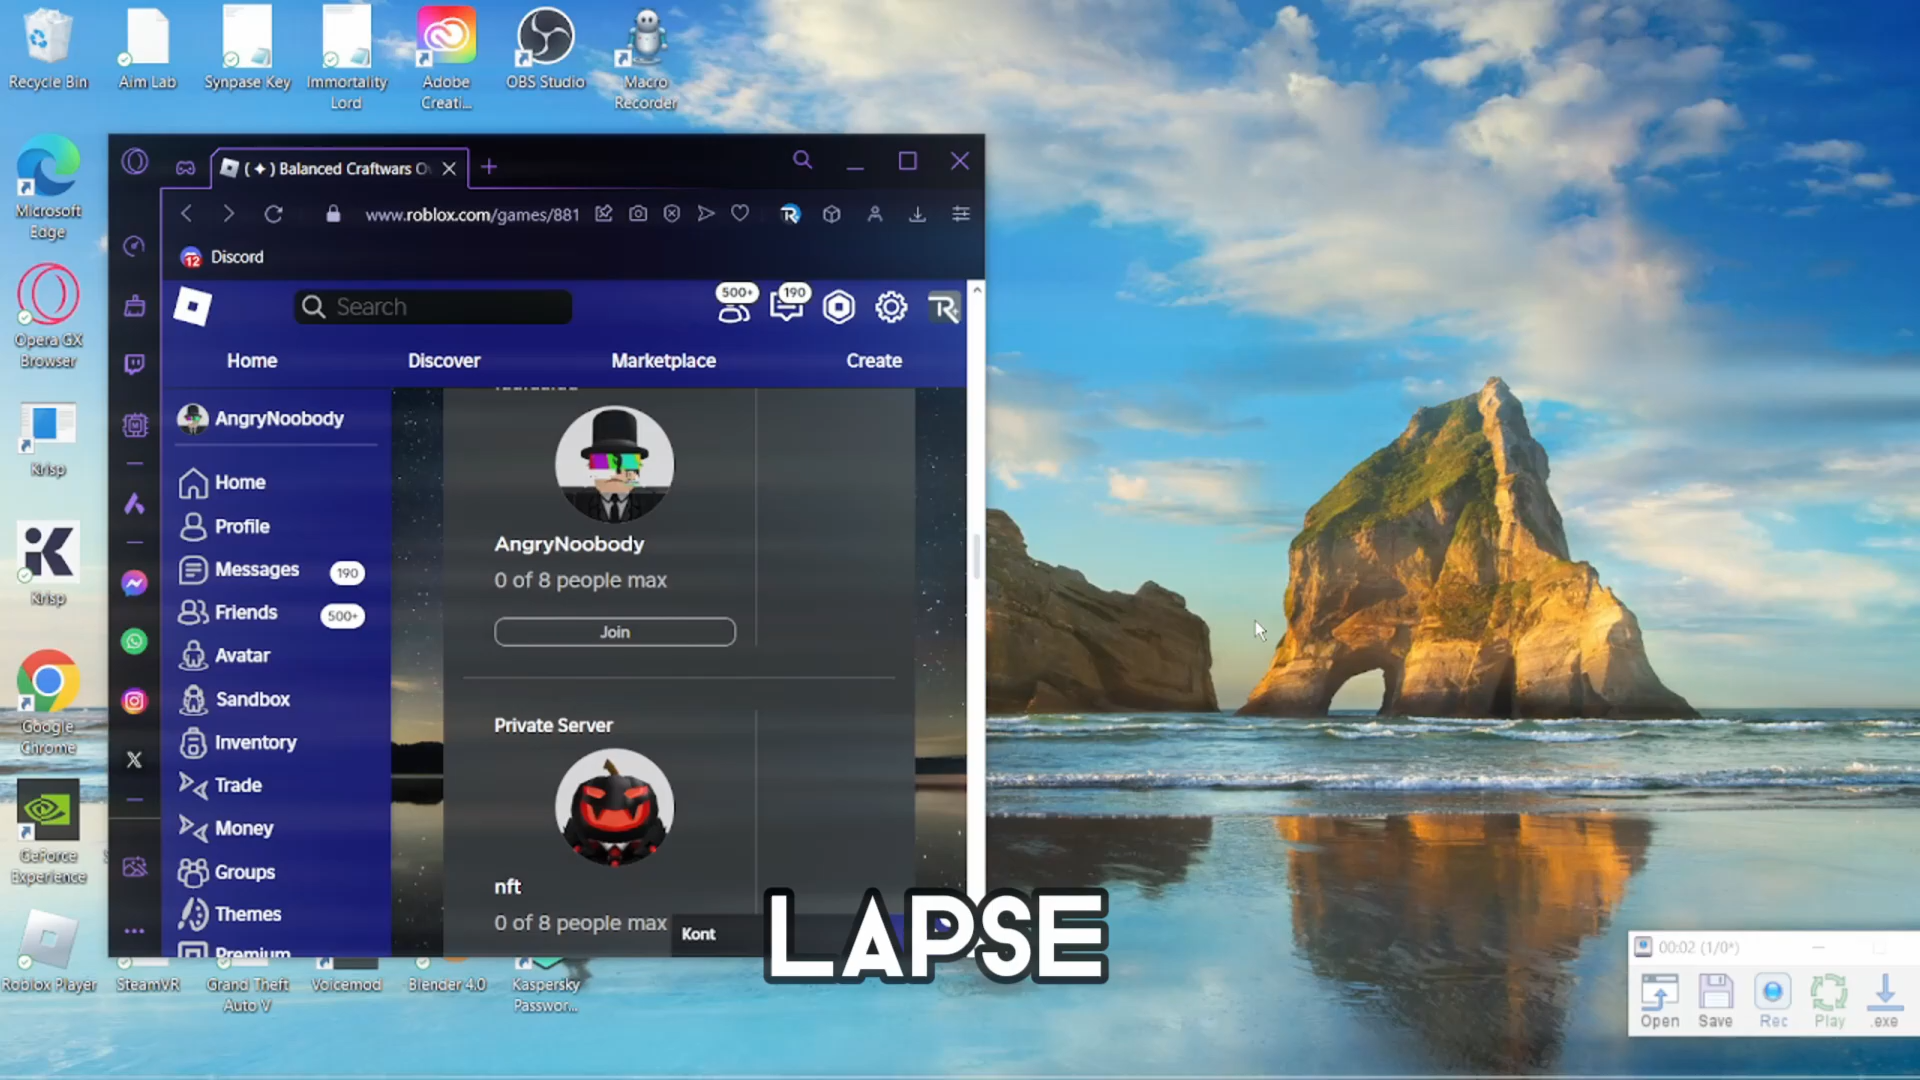 Recycle Bin
Aim Lab
Synpase Key
Immortality
Lord
Adobe
Creati...
OBS Studio
Macro
Recorder
Microsoft
Edge
Opera GX
Browser
Krisp
Krisp
Google
Chrome
GeForce
Experience
Roblox Player
SteamVR
Grand Theft
Auto V
Voicemod
Blender 4.0
Kaspersky
Passwor...
( ✦ ) Balanced Craftwars O
www.roblox.com/games/881
12
Discord
Search
500+
190
Home
Discover
Marketplace
Create
AngryNoobody
Home
Profile
Messages
190
Friends
500+
Avatar
Sandbox
Inventory
Trade
Money
Groups
Themes
Premium
AngryNoobody
0 of 8 people max
Join
Private Server
nft
0 of 8 people max
Kont
LAPSE
00:02 (1/0*)
Open
Save
Rec
Play
.exe